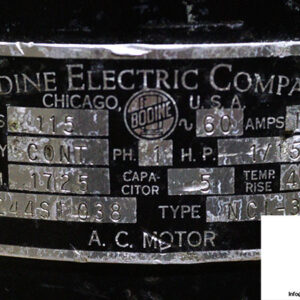 DINE ELECTRIC COMPA
CHICAGO, BODINE U.S.A.
S 115 ~ 60 AMPS
Y CONT. PH. 1 H.P. 1/15
M 1725 CAPACITOR 5 TEMP. RISE 4
TYPE NCI
A. C. MOTOR